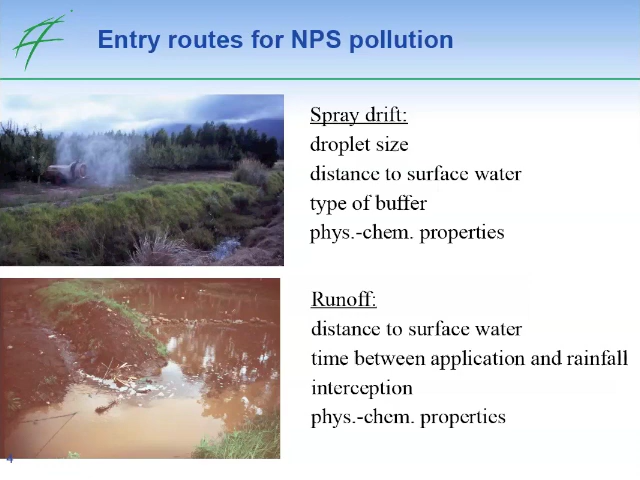 Entry routes for NPS pollution
Spray drift:
droplet size
distance to surface water
type of buffer
phys.-chem. properties
Runoff:
distance to surface water
time between application and rainfall
interception
phys.-chem. properties
4